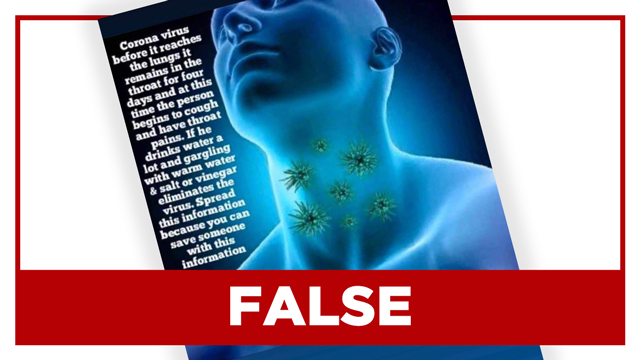 Corona virus
before it reaches
the lungs it
remains in the
throat for four
days and at this
time the person
begins to cough
and have throat
pains. If he
drinks water a
lot and gargling
with warm water
& salt or vinegar
eliminates the
virus. Spread
this information
because you can
save someone
with this
information
FALSE